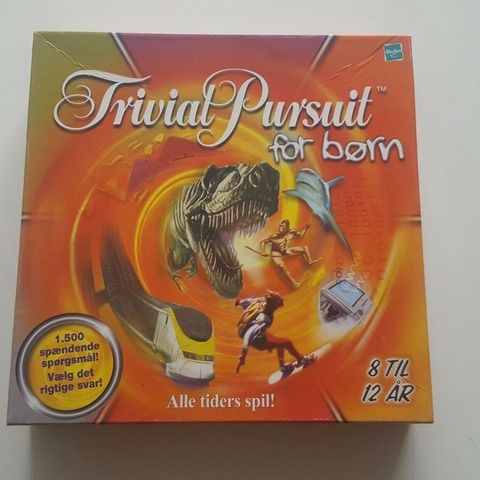 Hasbro
Trivial Pursuit™
for børn
1.500
spændende
spørgsmål!
Vælg det
rigtige svar!
Alle tiders spil!
8 TIL
12 ÅR